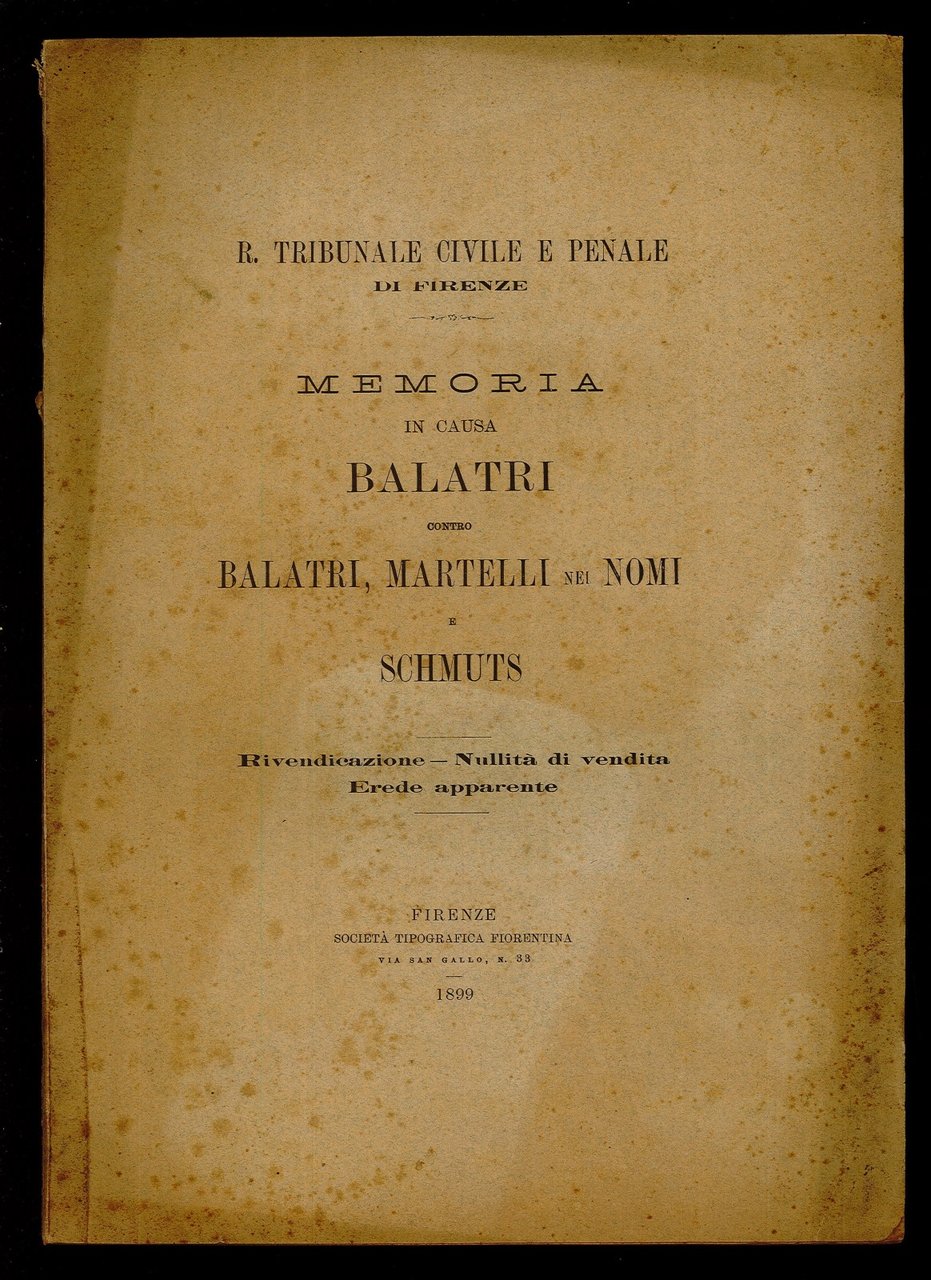 R. TRIBUNALE CIVILE E PENALE
DI FIRENZE
MEMORIA
IN CAUSA
BALATRI
CONTRO
BALATRI, MARTELLI NEI NOMI
E
SCHMUTS
Rivendicazione — Nullità di vendita
Erede apparente
FIRENZE
SOCIETÀ TIPOGRAFICA FIORENTINA
VIA SAN GALLO, N. 33
1899